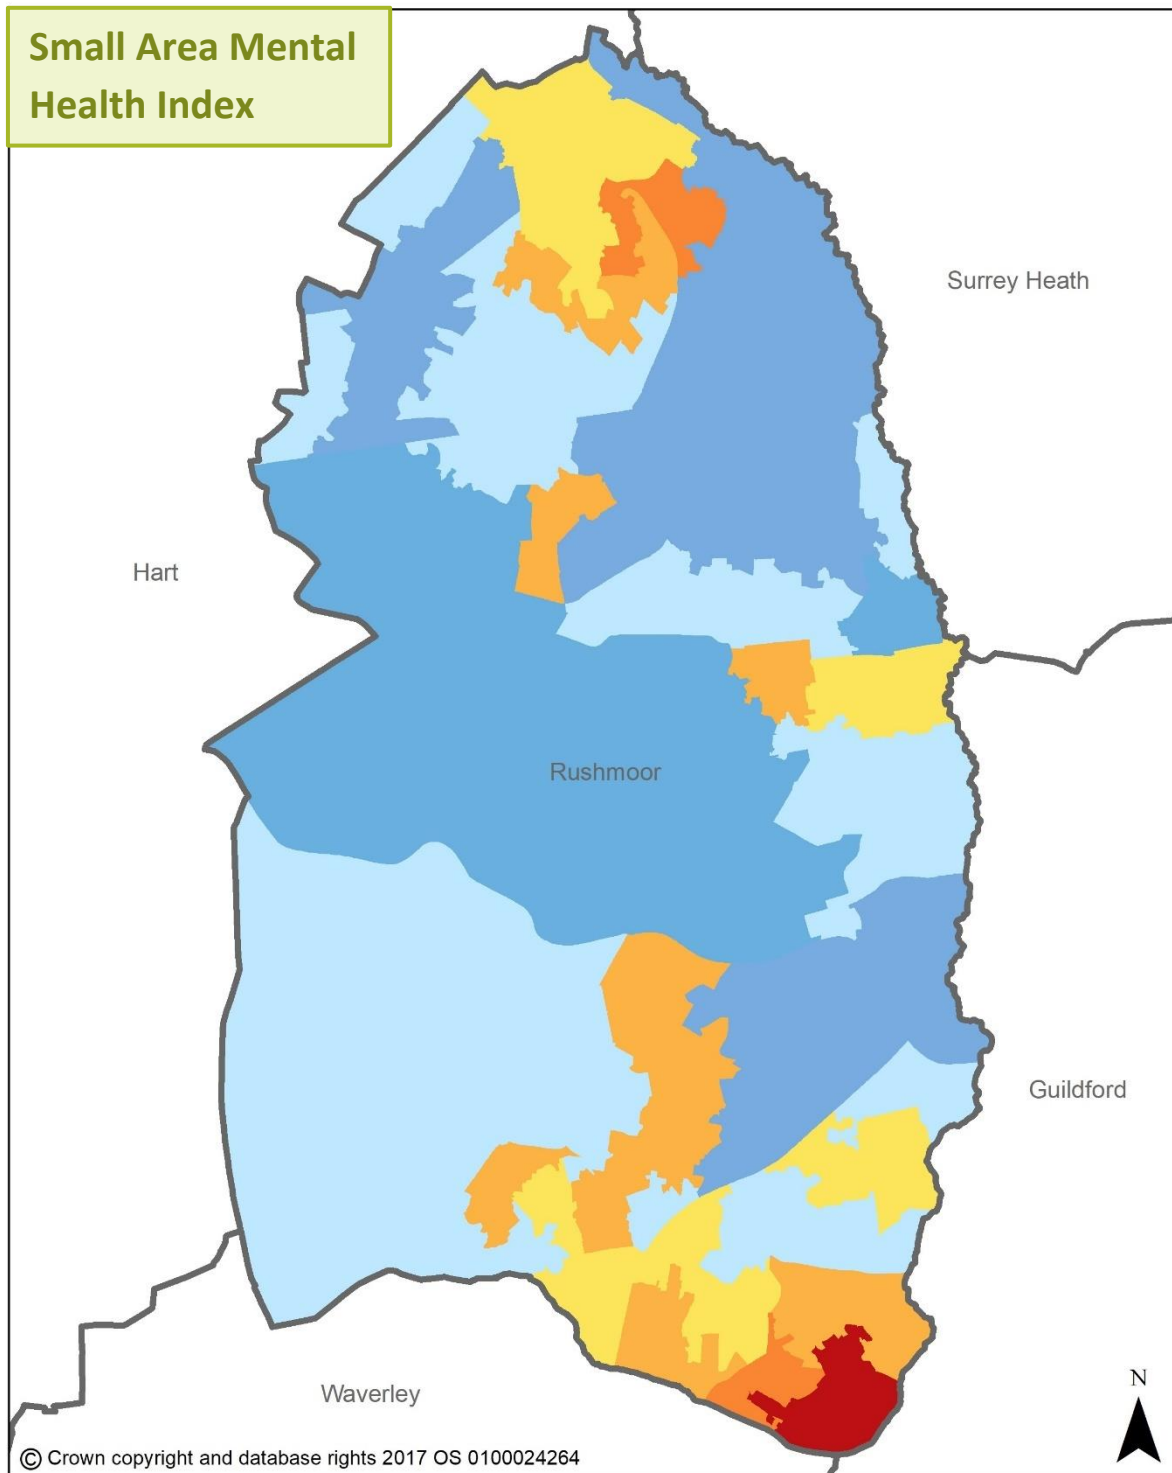 Small Area Mental
Health Index
Surrey Heath
Hart
Rushmoor
Guildford
Waverley
N
© Crown copyright and database rights 2017 OS 0100024264